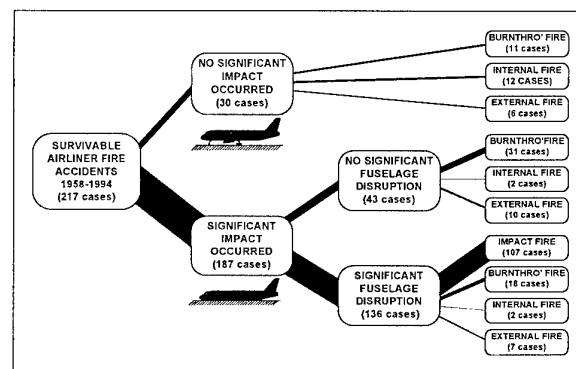 SURVIVABLE
AIRLINER FIRE
ACCIDENTS
1958-1994
(217 cases)
NO SIGNIFICANT
IMPACT
OCCURRED
(30 cases)
SIGNIFICANT
IMPACT
OCCURRED
(187 cases)
NO SIGNIFICANT
FUSELAGE
DISRUPTION
(43 cases)
SIGNIFICANT
FUSELAGE
DISRUPTION
(136 cases)
BURNTHRO' FIRE
(11 cases)
INTERNAL FIRE
(12 CASES)
EXTERNAL FIRE
(6 cases)
BURNTHRO'FIRE
(31 cases)
INTERNAL FIRE
(2 cases)
EXTERNAL FIRE
(10 cases)
IMPACT FIRE
(107 cases)
BURNTHRO' FIRE
(18 cases)
INTERNAL FIRE
(2 cases)
EXTERNAL FIRE
(7 cases)